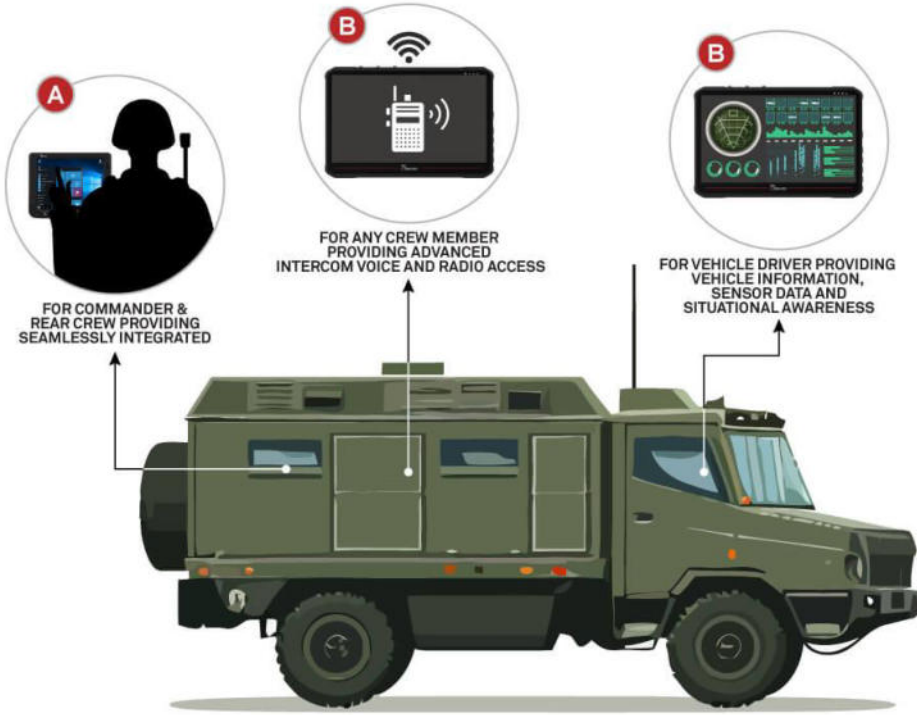 A
FOR COMMANDER &
REAR CREW PROVIDING
SEAMLESSLY INTEGRATED
B
FOR ANY CREW MEMBER
PROVIDING ADVANCED
INTERCOM VOICE AND RADIO ACCESS
B
FOR VEHICLE DRIVER PROVIDING
VEHICLE INFORMATION,
SENSOR DATA AND
SITUATIONAL AWARENESS